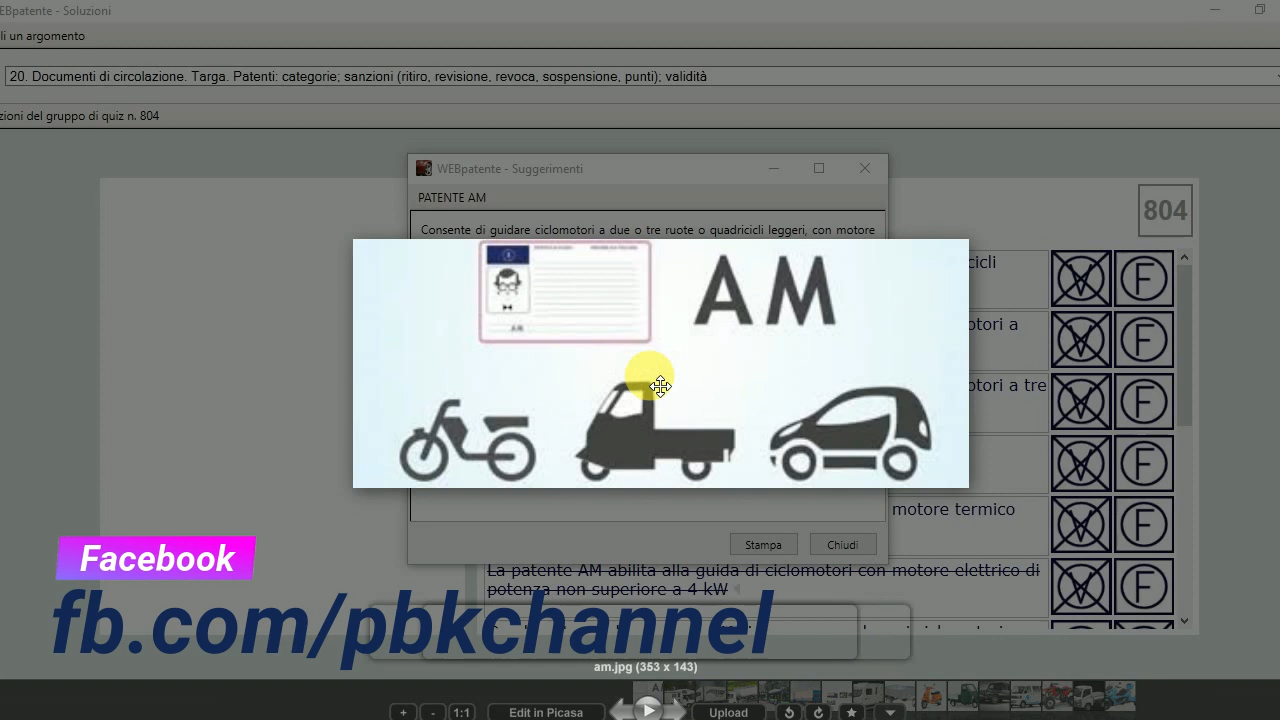 EBpatente - Soluzioni
li un argomento
20. Documenti di circolazione. Targa. Patenti: categorie; sanzioni (ritiro, revisione, revoca, sospensione, punti); validità
zioni del gruppo di quiz n. 804
WEBpatente - Suggerimenti
PATENTE AM
804
Consente di guidare ciclomotori a due o tre ruote o quadricicli leggeri, con motore
AM
cicli
V F
AM
otori a
V F
otori a tre
V F
V F
motore termico
V F
Stampa Chiudi
La patente AM abilita alla guida di ciclomotori con motore elettrico di
potenza non superiore a 4 kW
V F
Facebook
fb.com/pbkchannel
am.jpg (353 x 143)
+ - 1:1 Edit in Picasa Upload